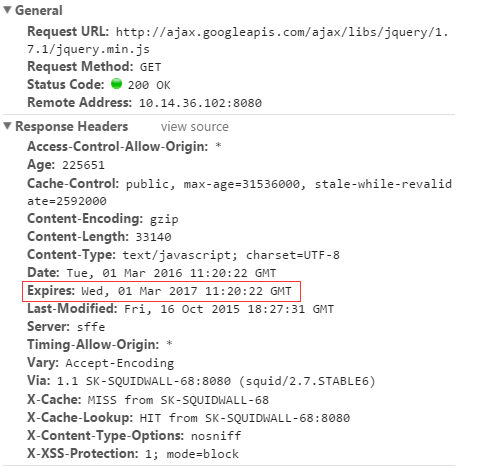 General
Request URL: http://ajax.googleapis.com/ajax/libs/jquery/1.
7.1/jquery.min.js
Request Method: GET
Status Code: 200 OK
Remote Address: 10.14.36.102:8080
Response Headers view source
Access-Control-Allow-Origin: *
Age: 225651
Cache-Control: public, max-age=31536000, stale-while-revalid
ate=2592000
Content-Encoding: gzip
Content-Length: 33140
Content-Type: text/javascript; charset=UTF-8
Date: Tue, 01 Mar 2016 11:20:22 GMT
Expires: Wed, 01 Mar 2017 11:20:22 GMT
Last-Modified: Fri, 16 Oct 2015 18:27:31 GMT
Server: sffe
Timing-Allow-Origin: *
Vary: Accept-Encoding
Via: 1.1 SK-SQUIDWALL-68:8080 (squid/2.7.STABLE6)
X-Cache: MISS from SK-SQUIDWALL-68
X-Cache-Lookup: HIT from SK-SQUIDWALL-68:8080
X-Content-Type-Options: nosniff
X-XSS-Protection: 1; mode=block